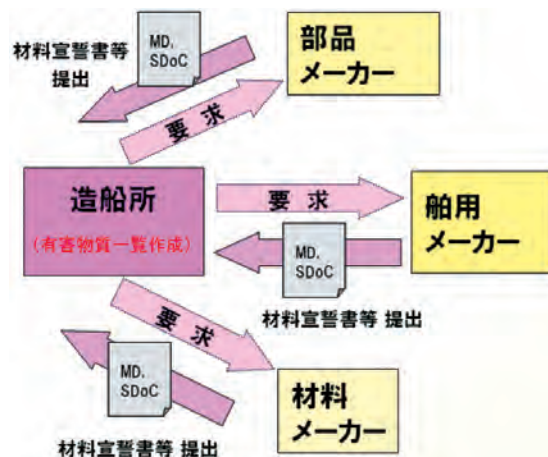 材料宣誓書等
提出
MD,
SDoC
部品
メーカー
要求
造船所
(有害物質一覧作成)
要求
舶用
メーカー
MD,
SDoC
材料宣誓書等 提出
要求
MD,
SDoC
材料
メーカー
材料宣誓書等 提出